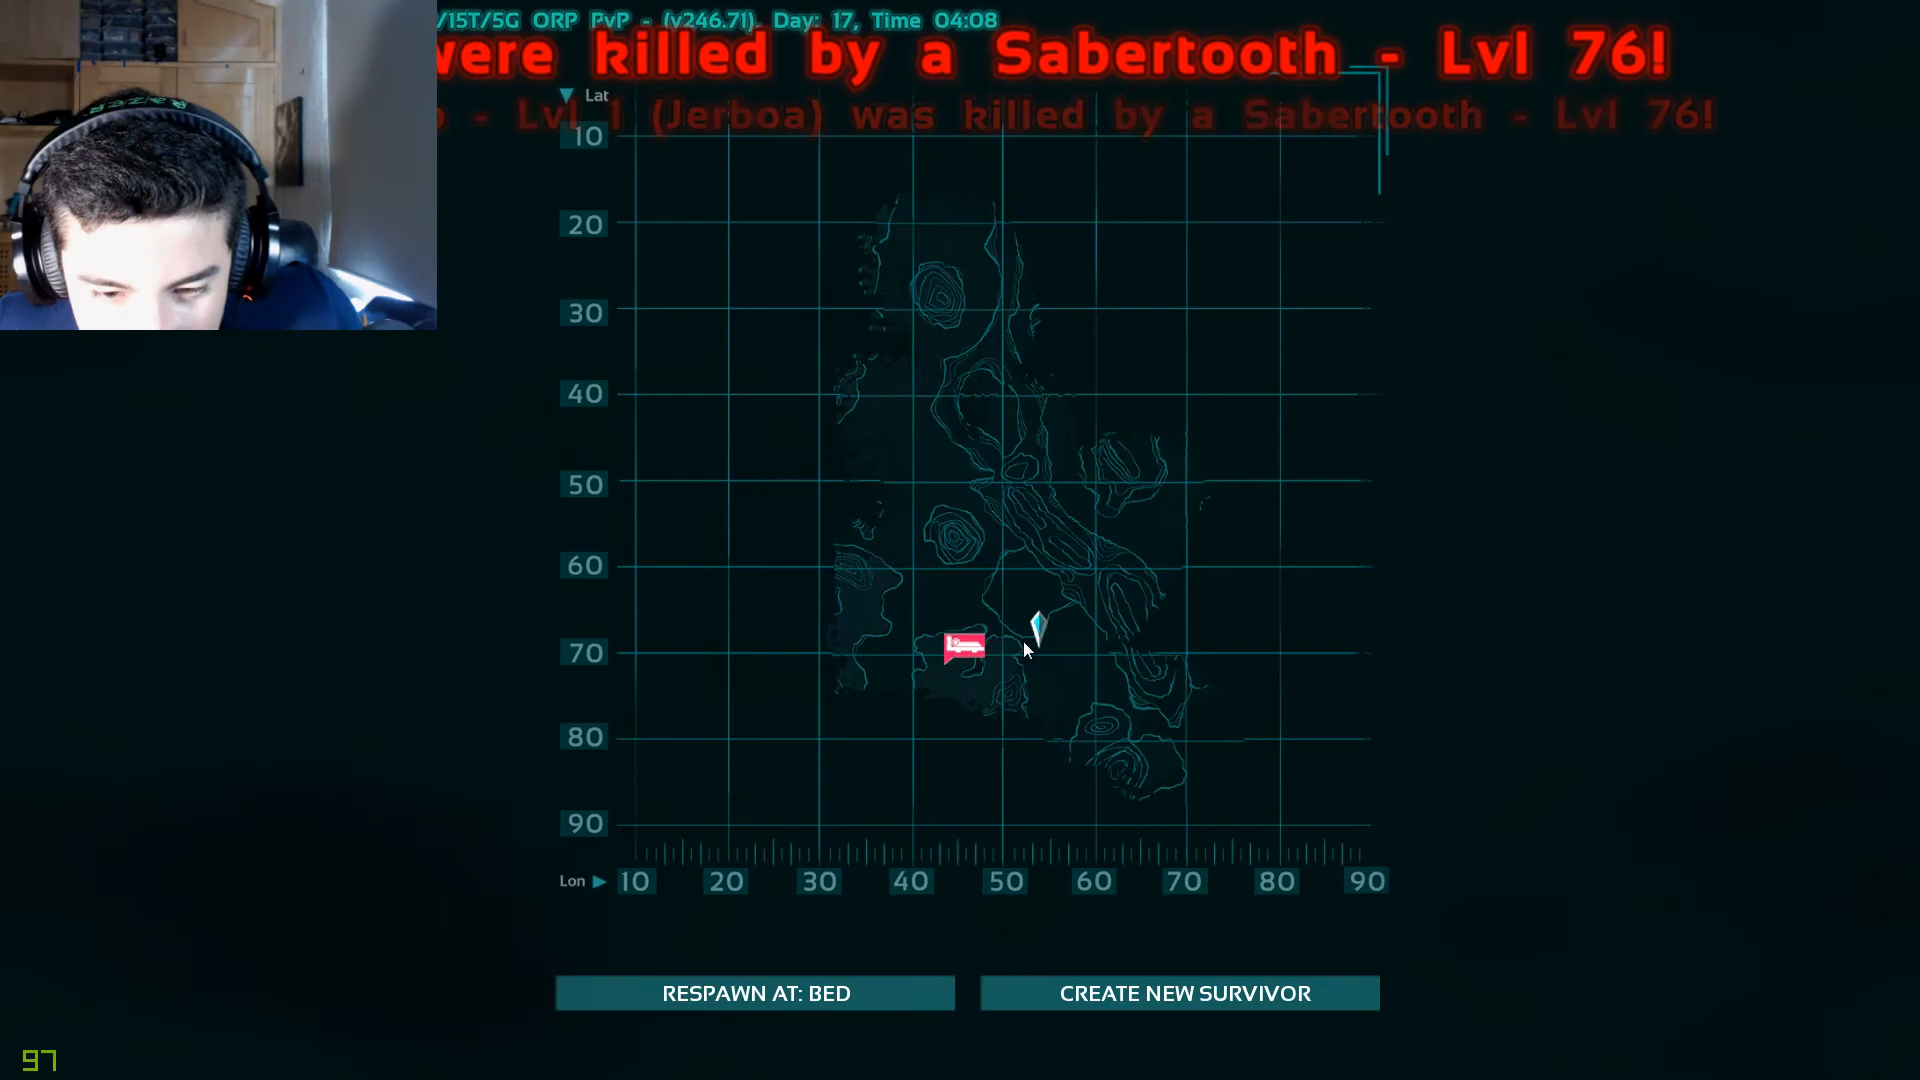 /15T/5G ORP PvP - (v246.71). Day: 17, Time 04:08
were killed by a Sabertooth - Lvl 76!
- Lvl 1 (Jerboa) was killed by a Sabertooth - Lvl 76!
RAZER
Lat
10
20
30
40
50
60
70
80
90
Lon 10 20 30 40 50 60 70 80 90
RESPAWN AT: BED
CREATE NEW SURVIVOR
97